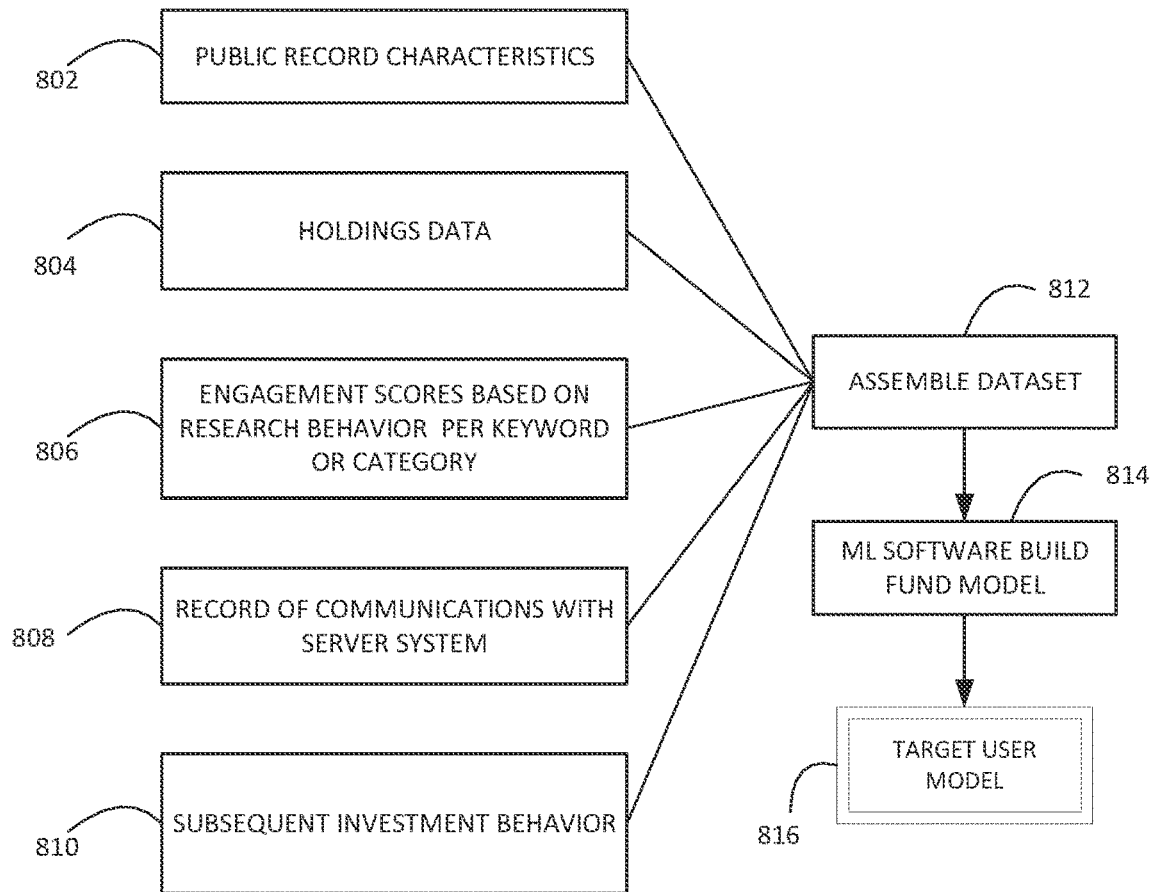 PUBLIC RECORD CHARACTERISTICS
802
HOLDINGS DATA
804
ENGAGEMENT SCORES BASED ON
RESEARCH BEHAVIOR PER KEYWORD
OR CATEGORY
806
RECORD OF COMMUNICATIONS WITH
SERVER SYSTEM
808
SUBSEQUENT INVESTMENT BEHAVIOR
810
812
ASSEMBLE DATASET
814
ML SOFTWARE BUILD
FUND MODEL
TARGET USER
MODEL
816